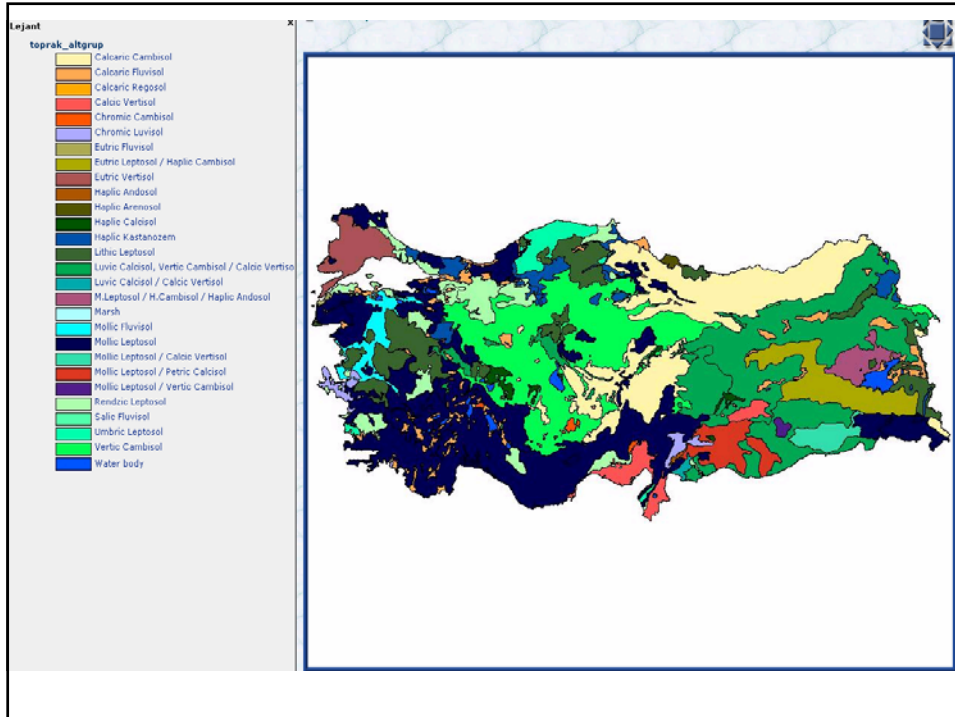 Lejant x
toprak_altgrup
Calcaric Cambisol
Calcaric Fluvisol
Calcaric Regosol
Calcic Vertisol
Chromic Cambisol
Chromic Luvisol
Eutric Fluvisol
Eutric Leptosol / Haplic Cambisol
Eutric Vertisol
Haplic Andosol
Haplic Arenosol
Haplic Calcisol
Haplic Kastanozem
Lithic Leptosol
Luvic Calcisol, Vertic Cambisol / Calcic Vertiso
Luvic Calcisol / Calcic Vertisol
M.Leptosol / H.Cambisol / Haplic Andosol
Marsh
Mollic Fluvisol
Mollic Leptosol
Mollic Leptosol / Calcic Vertisol
Mollic Leptosol / Petric Calcisol
Mollic Leptosol / Vertic Cambisol
Rendzic Leptosol
Salic Fluvisol
Umbric Leptosol
Vertic Cambisol
Water body